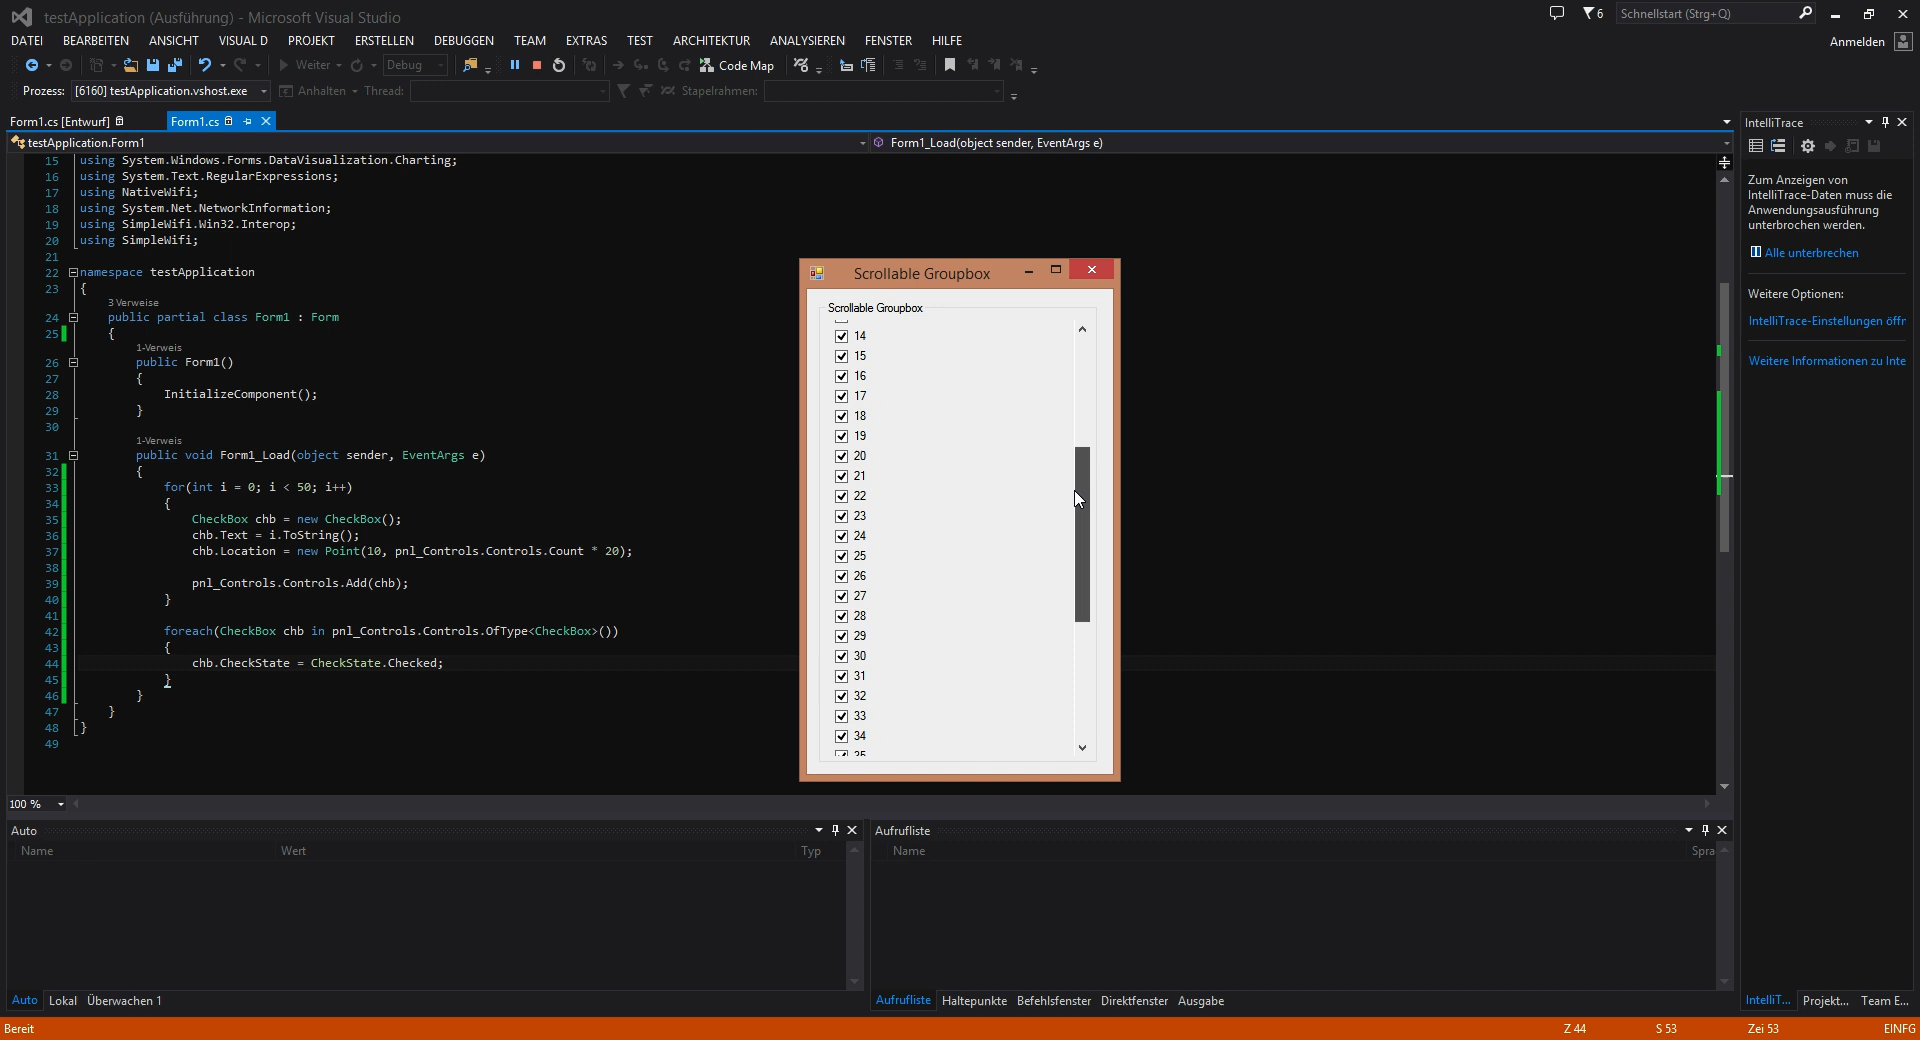 testApplication (Ausführung) - Microsoft Visual Studio
6
Schnellstart (Strg+Q)
DATEI BEARBEITEN ANSICHT VISUAL D PROJEKT ERSTELLEN DEBUGGEN TEAM EXTRAS TEST ARCHITEKTUR ANALYSIEREN FENSTER HILFE
Anmelden
Weiter Debug Code Map
Prozess: [6160] testApplication.vshost.exe Anhalten Thread: Stapelrahmen:
Form1.cs [Entwurf] Form1.cs
testApplication.Form1 Form1_Load(object sender, EventArgs e)
15 using System.Windows.Forms.DataVisualization.Charting;
16 using System.Text.RegularExpressions;
17 using NativeWifi;
18 using System.Net.NetworkInformation;
19 using SimpleWifi.Win32.Interop;
20 using SimpleWifi;
21
22 namespace testApplication
23 {
3 Verweise
24 public partial class Form1 : Form
25 {
1-Verweis
26 public Form1()
27 {
28 InitializeComponent();
29 }
30
1-Verweis
31 public void Form1_Load(object sender, EventArgs e)
32 {
33 for(int i = 0; i < 50; i++)
34 {
35 CheckBox chb = new CheckBox();
36 chb.Text = i.ToString();
37 chb.Location = new Point(10, pnl_Controls.Controls.Count * 20);
38
39 pnl_Controls.Controls.Add(chb);
40 }
41
42 foreach(CheckBox chb in pnl_Controls.Controls.OfType<CheckBox>())
43 {
44 chb.CheckState = CheckState.Checked;
45 }
46 }
47 }
48 }
49
100 %
Scrollable Groupbox
Scrollable Groupbox
14
15
16
17
18
19
20
21
22
23
24
25
26
27
28
29
30
31
32
33
34
35
IntelliTrace
Zum Anzeigen von
IntelliTrace-Daten muss die
Anwendungsausführung
unterbrochen werden.
Alle unterbrechen
Weitere Optionen:
IntelliTrace-Einstellungen öffr
Weitere Informationen zu Inte
Auto
Name Wert Typ
Aufrufliste
Name Spra
Auto Lokal Überwachen 1
Aufrufliste Haltepunkte Befehlsfenster Direktfenster Ausgabe
IntelliT... Projekt... Team E...
Bereit Z 44 S 53 Zei 53 EINFG